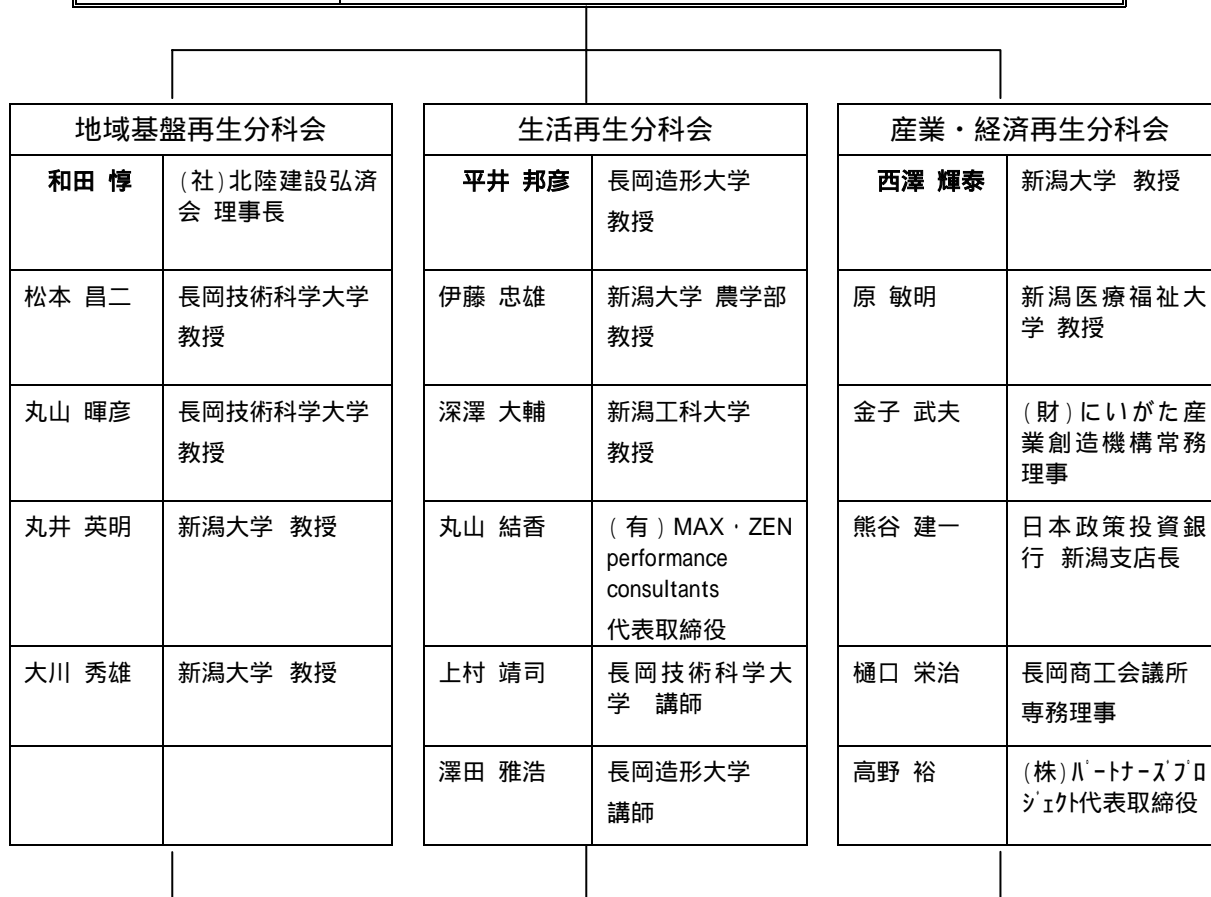 地域基盤再生分科会
和田 惇
(社)北陸建設弘済
会 理事長
松本 昌二
長岡技術科学大学
教授
丸山 暉彦
長岡技術科学大学
教授
丸井 英明
新潟大学 教授
大川 秀雄
新潟大学 教授
生活再生分科会
平井 邦彦
長岡造形大学
教授
伊藤 忠雄
新潟大学 農学部
教授
深澤 大輔
新潟工科大学
教授
丸山 結香
(有)MAX・ZEN
performance
consultants
代表取締役
上村 靖司
長岡技術科学大
学 講師
澤田 雅浩
長岡造形大学
講師
産業・経済再生分科会
西澤 輝泰
新潟大学 教授
原 敏明
新潟医療福祉大
学 教授
金子 武夫
(財)にいがた産
業創造機構常務
理事
熊谷 建一
日本政策投資銀
行 新潟支店長
樋口 栄治
長岡商工会議所
専務理事
高野 裕
(株)ﾊﾟｰﾄﾅｰｽﾞﾌﾟﾛ
ｼﾞｪｸﾄ代表取締役